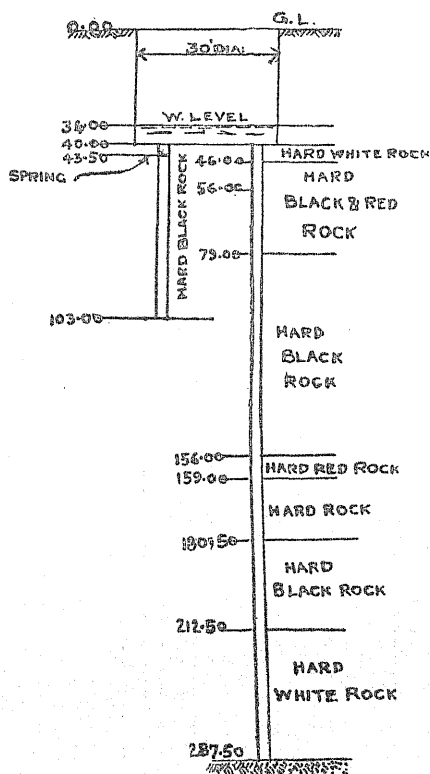 0.00 G.L.
30'DIAL
W. LEVEL
36.00
40.00
43.50
SPRING
HARD BLACK ROCK
103.00
46.00
56.00
79.00
156.00
159.00
180.50
212.50
287.50
HARD WHITE ROCK
HARD
BLACK & RED
ROCK
HARD
BLACK
ROCK
HARD RED ROCK
HARD ROCK
HARD
BLACK ROCK
HARD
WHITE ROCK